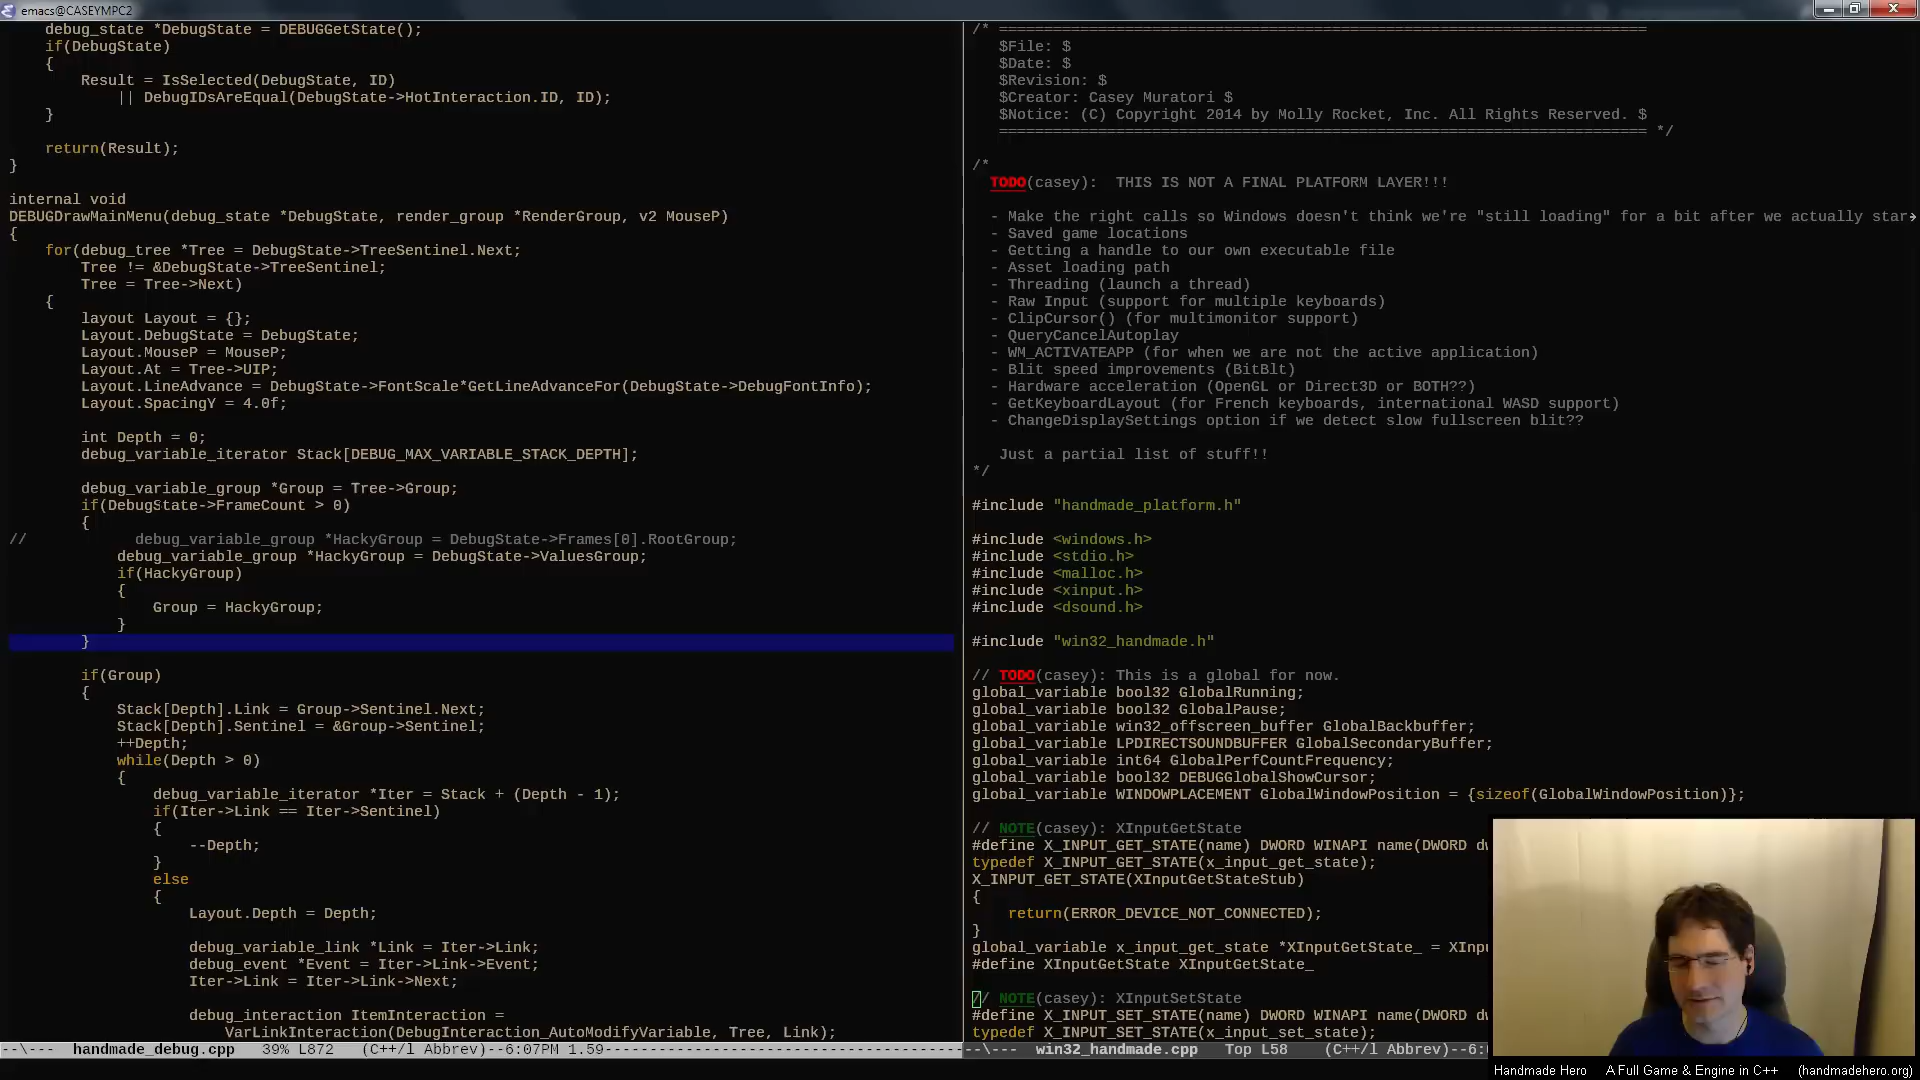 emacs@CASEYMPC2
debug_state *DebugState = DEBUGGetState();
if(DebugState)
{
Result = IsSelected(DebugState, ID)
|| DebugIDsAreEqual(DebugState->HotInteraction.ID, ID);
}
return(Result);
}
internal void
DEBUGDrawMainMenu(debug_state *DebugState, render_group *RenderGroup, v2 MouseP)
{
for(debug_tree *Tree = DebugState->TreeSentinel.Next;
Tree != &DebugState->TreeSentinel;
Tree = Tree->Next)
{
layout Layout = {};
Layout.DebugState = DebugState;
Layout.MouseP = MouseP;
Layout.At = Tree->UIP;
Layout.LineAdvance = DebugState->FontScale*GetLineAdvanceFor(DebugState->DebugFontInfo);
Layout.SpacingY = 4.0f;
int Depth = 0;
debug_variable_iterator Stack[DEBUG_MAX_VARIABLE_STACK_DEPTH];
debug_variable_group *Group = Tree->Group;
if(DebugState->FrameCount > 0)
{
// debug_variable_group *HackyGroup = DebugState->Frames[0].RootGroup;
debug_variable_group *HackyGroup = DebugState->ValuesGroup;
if(HackyGroup)
{
Group = HackyGroup;
}
}
if(Group)
{
Stack[Depth].Link = Group->Sentinel.Next;
Stack[Depth].Sentinel = &Group->Sentinel;
++Depth;
while(Depth > 0)
{
debug_variable_iterator *Iter = Stack + (Depth - 1);
if(Iter->Link == Iter->Sentinel)
{
--Depth;
}
else
{
Layout.Depth = Depth;
debug_variable_link *Link = Iter->Link;
debug_event *Event = Iter->Link->Event;
Iter->Link = Iter->Link->Next;
debug_interaction ItemInteraction =
VarLinkInteraction(DebugInteraction_AutoModifyVariable, Tree, Link);
--\--- handmade_debug.cpp 39% L872 (C++/l Abbrev)--6:07PM 1.59----------------------------------------
/* ========================================================================
$File: $
$Date: $
$Revision: $
$Creator: Casey Muratori $
$Notice: (C) Copyright 2014 by Molly Rocket, Inc. All Rights Reserved. $
======================================================================== */
/*
TODO(casey): THIS IS NOT A FINAL PLATFORM LAYER!!!
- Make the right calls so Windows doesn't think we're "still loading" for a bit after we actually star
- Saved game locations
- Getting a handle to our own executable file
- Asset loading path
- Threading (launch a thread)
- Raw Input (support for multiple keyboards)
- ClipCursor() (for multimonitor support)
- QueryCancelAutoplay
- WM_ACTIVATEAPP (for when we are not the active application)
- Blit speed improvements (BitBlt)
- Hardware acceleration (OpenGL or Direct3D or BOTH??)
- GetKeyboardLayout (for French keyboards, international WASD support)
- ChangeDisplaySettings option if we detect slow fullscreen blit??
Just a partial list of stuff!!
*/
#include "handmade_platform.h"
#include <windows.h>
#include <stdio.h>
#include <malloc.h>
#include <xinput.h>
#include <dsound.h>
#include "win32_handmade.h"
// TODO(casey): This is a global for now.
global_variable bool32 GlobalRunning;
global_variable bool32 GlobalPause;
global_variable win32_offscreen_buffer GlobalBackbuffer;
global_variable LPDIRECTSOUNDBUFFER GlobalSecondaryBuffer;
global_variable int64 GlobalPerfCountFrequency;
global_variable bool32 DEBUGGlobalShowCursor;
global_variable WINDOWPLACEMENT GlobalWindowPosition = {sizeof(GlobalWindowPosition)};
// NOTE(casey): XInputGetState
#define X_INPUT_GET_STATE(name) DWORD WINAPI name(DWORD dw
typedef X_INPUT_GET_STATE(x_input_get_state);
X_INPUT_GET_STATE(XInputGetStateStub)
{
return(ERROR_DEVICE_NOT_CONNECTED);
}
global_variable x_input_get_state *XInputGetState_ = XInpu
#define XInputGetState XInputGetState_
// NOTE(casey): XInputSetState
#define X_INPUT_SET_STATE(name) DWORD WINAPI name(DWORD dw
typedef X_INPUT_SET_STATE(x_input_set_state);
--\--- win32_handmade.cpp Top L58 (C++/l Abbrev)--6:
Handmade Hero A Full Game & Engine in C++ (handmadehero.org)